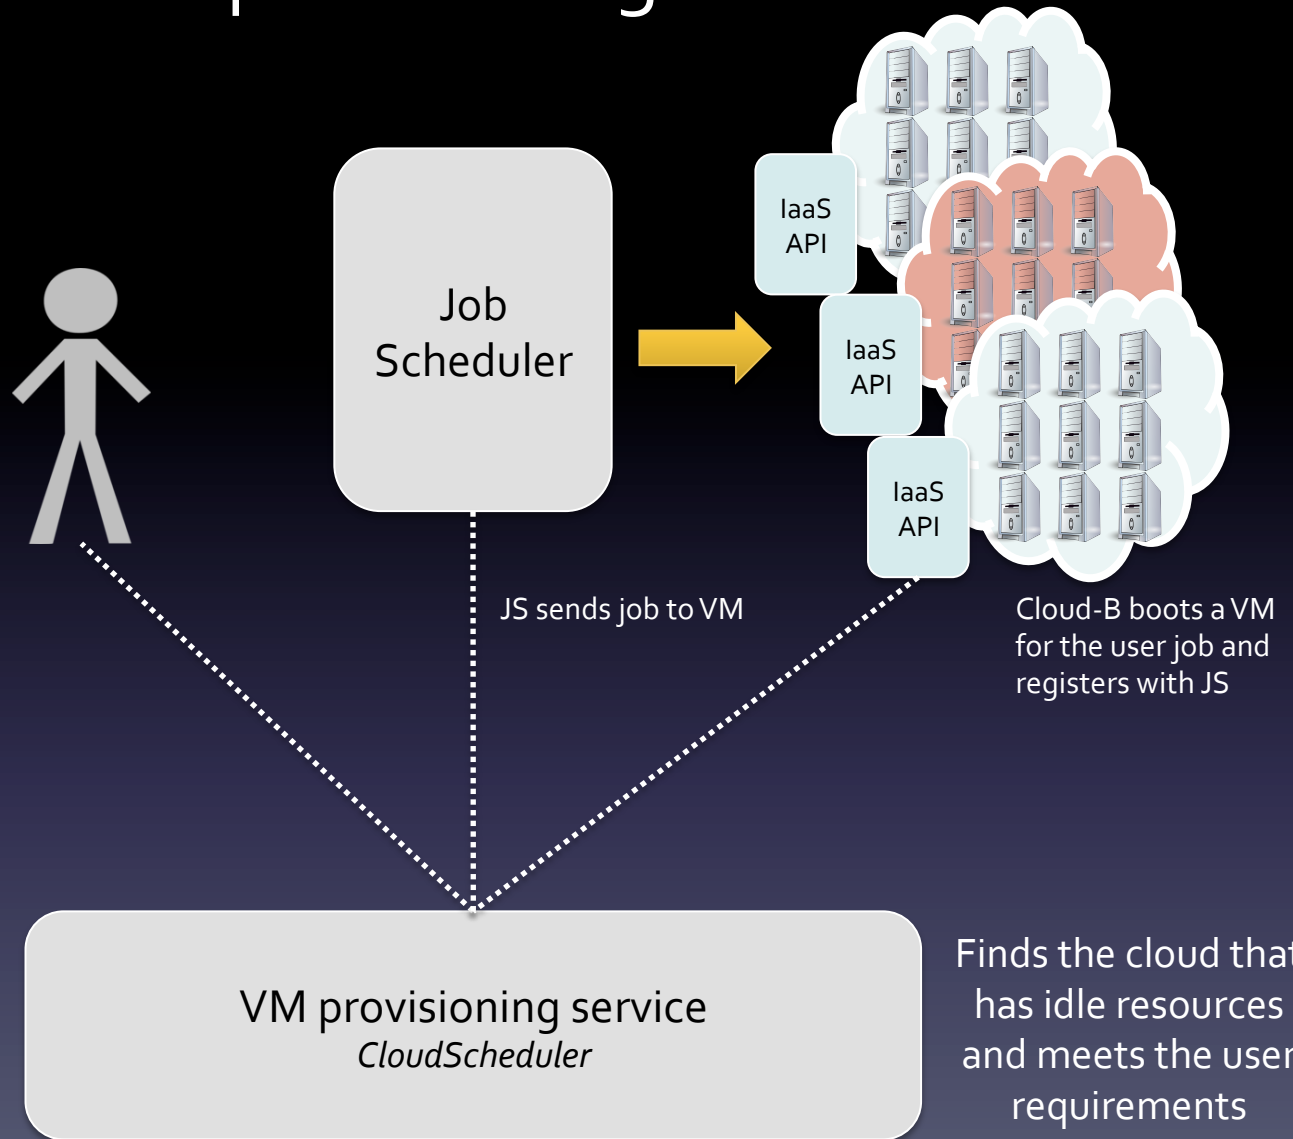 IaaS
API
Job
Scheduler
IaaS
API
IaaS
API
JS sends job to VM
Cloud-B boots a VM
for the user job and
registers with JS
VM provisioning service
CloudScheduler
Finds the cloud that
has idle resources
and meets the user
requirements